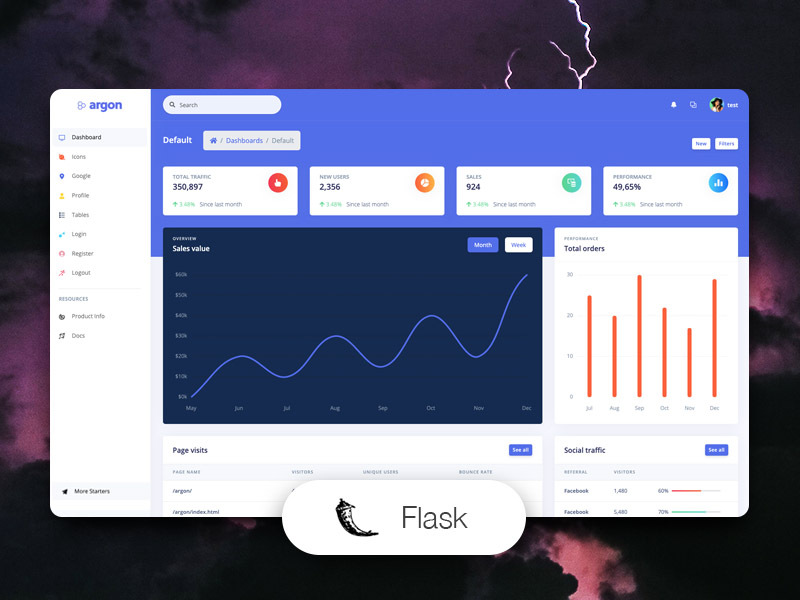 argon
Search
test
Dashboard
Icons
Google
Profile
Tables
Login
Register
Logout
RESOURCES
Product Info
Docs
More Starters
Default
/ Dashboards / Default
New
Filters
TOTAL TRAFFIC
350,897
3.48% Since last month
NEW USERS
2,356
3.48% Since last month
SALES
924
3.48% Since last month
PERFORMANCE
49,65%
3.48% Since last month
OVERVIEW
Sales value
Month
Week
$60k
$50k
$40k
$30k
$20k
$10k
$0k
May Jun Jul Aug Sep Oct Nov Dec
PERFORMANCE
Total orders
30
20
10
0
Jul Aug Sep Oct Nov Dec
Page visits
See all
PAGE NAME VISITORS UNIQUE USERS BOUNCE RATE
/argon/
/argon/index.html
Social traffic
See all
REFERRAL VISITORS
Facebook 1,480 60%
Facebook 5,480 70%
Flask